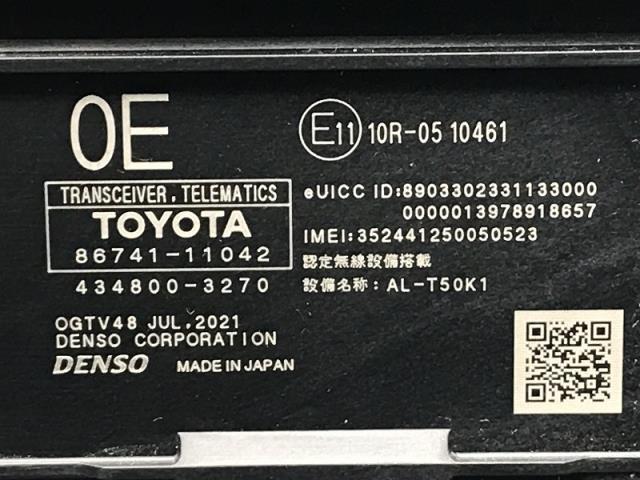 OE
E11 10R-05 10461
TRANSCEIVER, TELEMATICS
TOYOTA
86741-11042
434800-3270
eUICC ID:8903302331133000
0000013978918657
IMEI:352441250050523
認定無線設備搭載
設備名称: AL-T50K1
OGTV48 JUL.2021
DENSO CORPORATION
DENSO MADE IN JAPAN